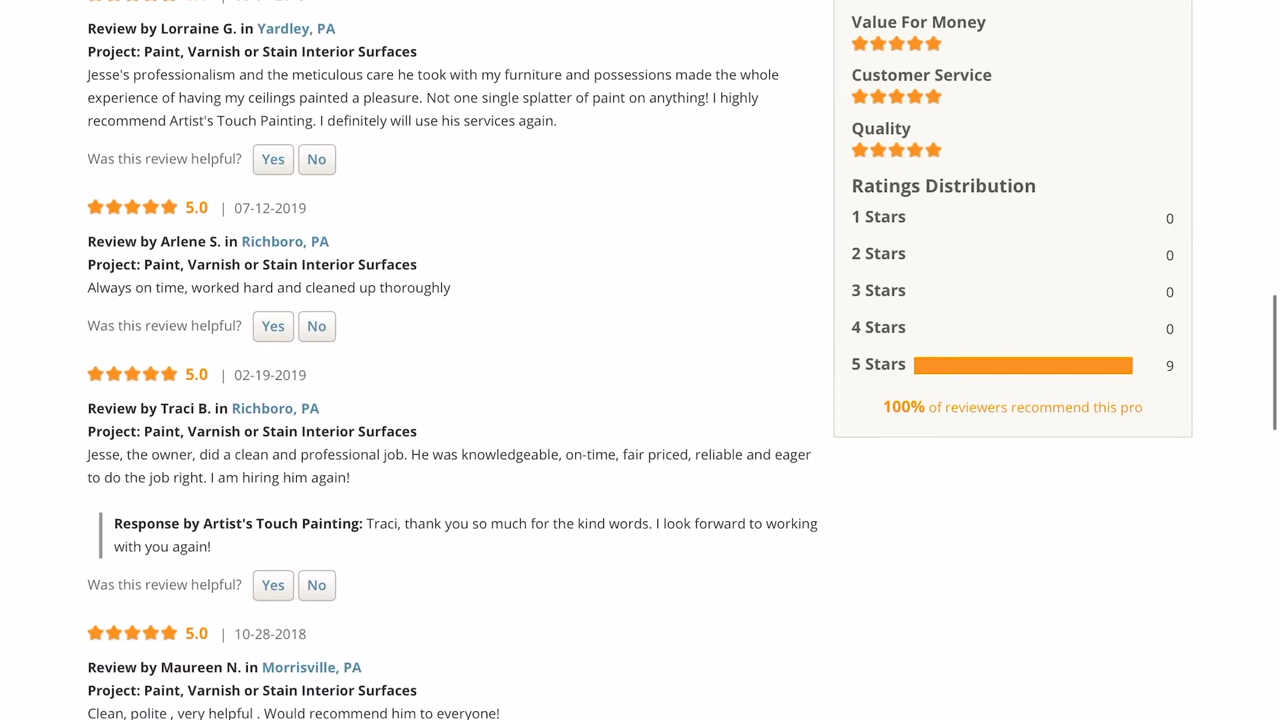 Review by Lorraine G. in Yardley, PA
Project: Paint, Varnish or Stain Interior Surfaces
Jesse's professionalism and the meticulous care he took with my furniture and possessions made the whole
experience of having my ceilings painted a pleasure. Not one single splatter of paint on anything! I highly
recommend Artist's Touch Painting. I definitely will use his services again.
Was this review helpful? Yes No
5.0 | 07-12-2019
Review by Arlene S. in Richboro, PA
Project: Paint, Varnish or Stain Interior Surfaces
Always on time, worked hard and cleaned up thoroughly
Was this review helpful? Yes No
5.0 | 02-19-2019
Review by Traci B. in Richboro, PA
Project: Paint, Varnish or Stain Interior Surfaces
Jesse, the owner, did a clean and professional job. He was knowledgeable, on-time, fair priced, reliable and eager
to do the job right. I am hiring him again!
Response by Artist's Touch Painting: Traci, thank you so much for the kind words. I look forward to working
with you again!
Was this review helpful? Yes No
5.0 | 10-28-2018
Review by Maureen N. in Morrisville, PA
Project: Paint, Varnish or Stain Interior Surfaces
Clean, polite , very helpful . Would recommend him to everyone!
Value For Money
Customer Service
Quality
Ratings Distribution
1 Stars 0
2 Stars 0
3 Stars 0
4 Stars 0
5 Stars 9
100% of reviewers recommend this pro